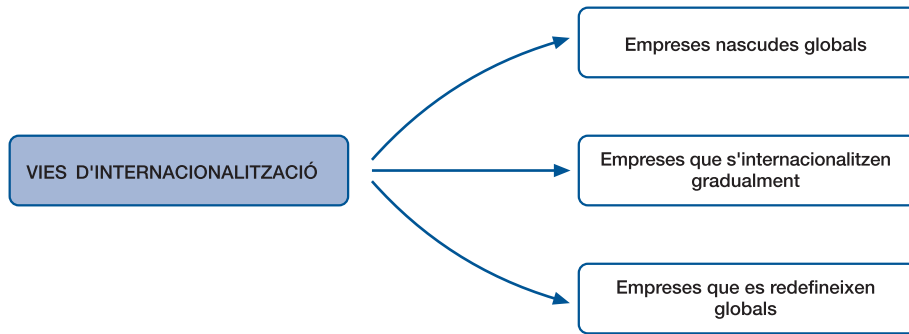 Empreses nascudes globals
VIES D'INTERNACIONALITZACIÓ
Empreses que s'internacionalitzen
gradualment
Empreses que es redefineixen
globals